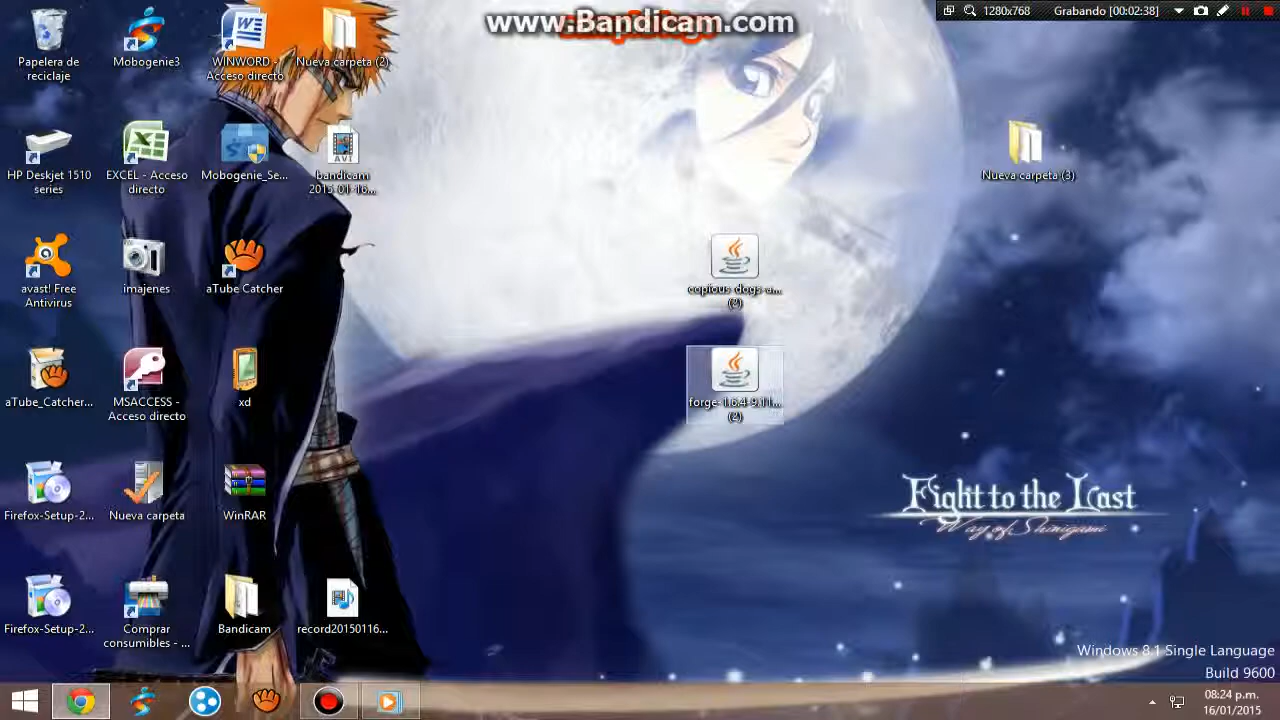 www.Bandicam.com
1280x768
Grabando [00:02:38]
Papelera de
reciclaje
Mobogenie3
WINWORD -
Acceso directo
Nueva carpeta (2)
HP Deskjet 1510
series
EXCEL - Acceso
directo
Mobogenie_Se...
bandicam
2015-01-16...
AVI
Nueva carpeta (3)
avast! Free
Antivirus
imajenes
aTube Catcher
copious-dogs-a...
(2)
aTube_Catcher...
MSACCESS -
Acceso directo
xd
forge-1.6.4-9.11...
(2)
Firefox-Setup-2...
Nueva carpeta
WinRAR
Fight to the Last
Way of Shinigami
Firefox-Setup-2...
Comprar
consumibles - ...
Bandicam
record20150116...
Windows 8.1 Single Language
Build 9600
08:24 p.m.
16/01/2015